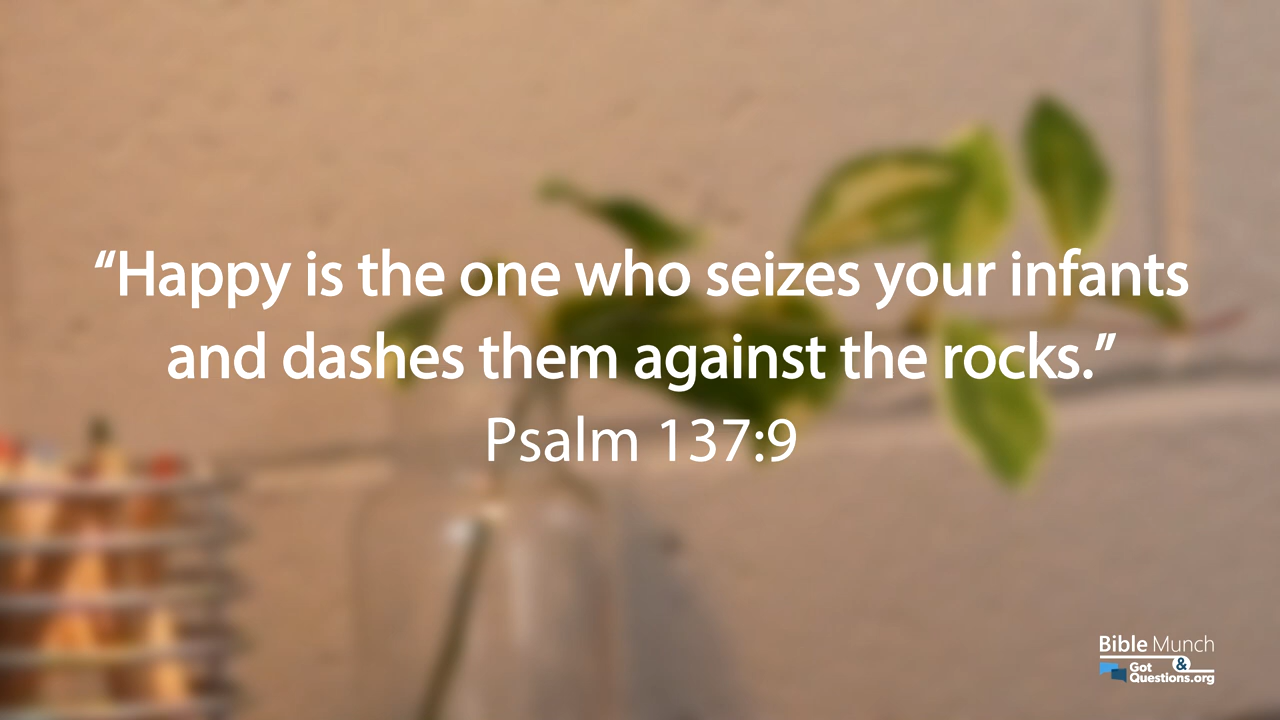 “Happy is the one who seizes your infants
and dashes them against the rocks.”
Psalm 137:9
Bible Munch
&
Got
Questions.org